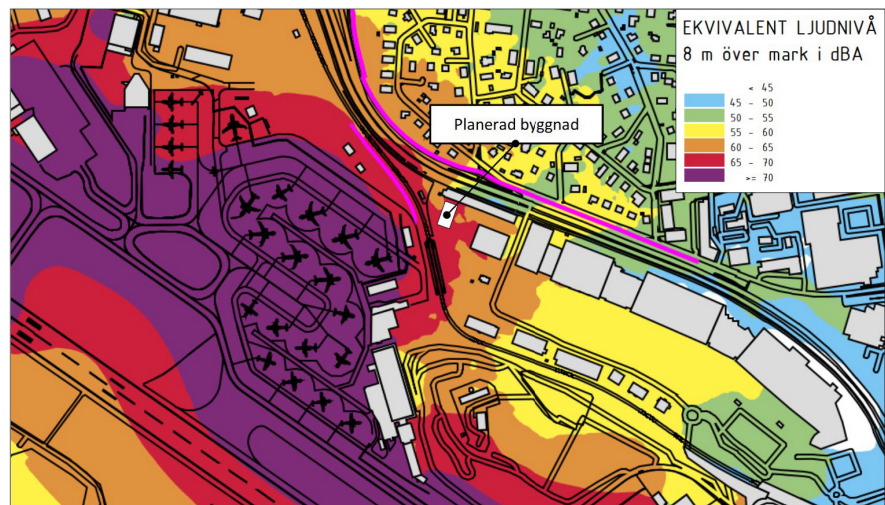 EKVIVALENT LJUDNIVÅ
8 m över mark i dBA
< 45
45 - 50
50 - 55
55 - 60
60 - 65
65 - 70
>= 70
Planerad byggnad